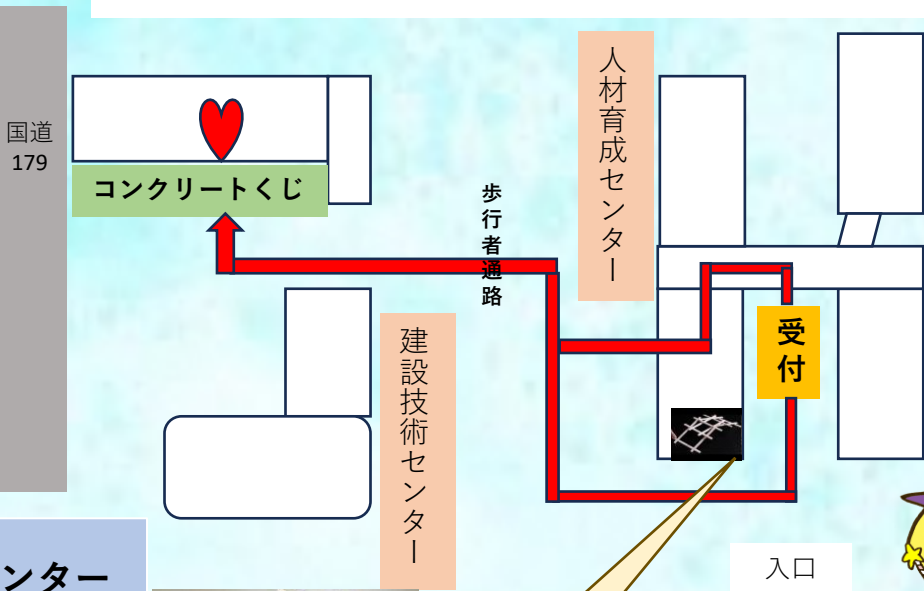 国道
179
コンクリートくじ
歩行者通路
人材育成センター
受付
建設技術センター
ンター
入口